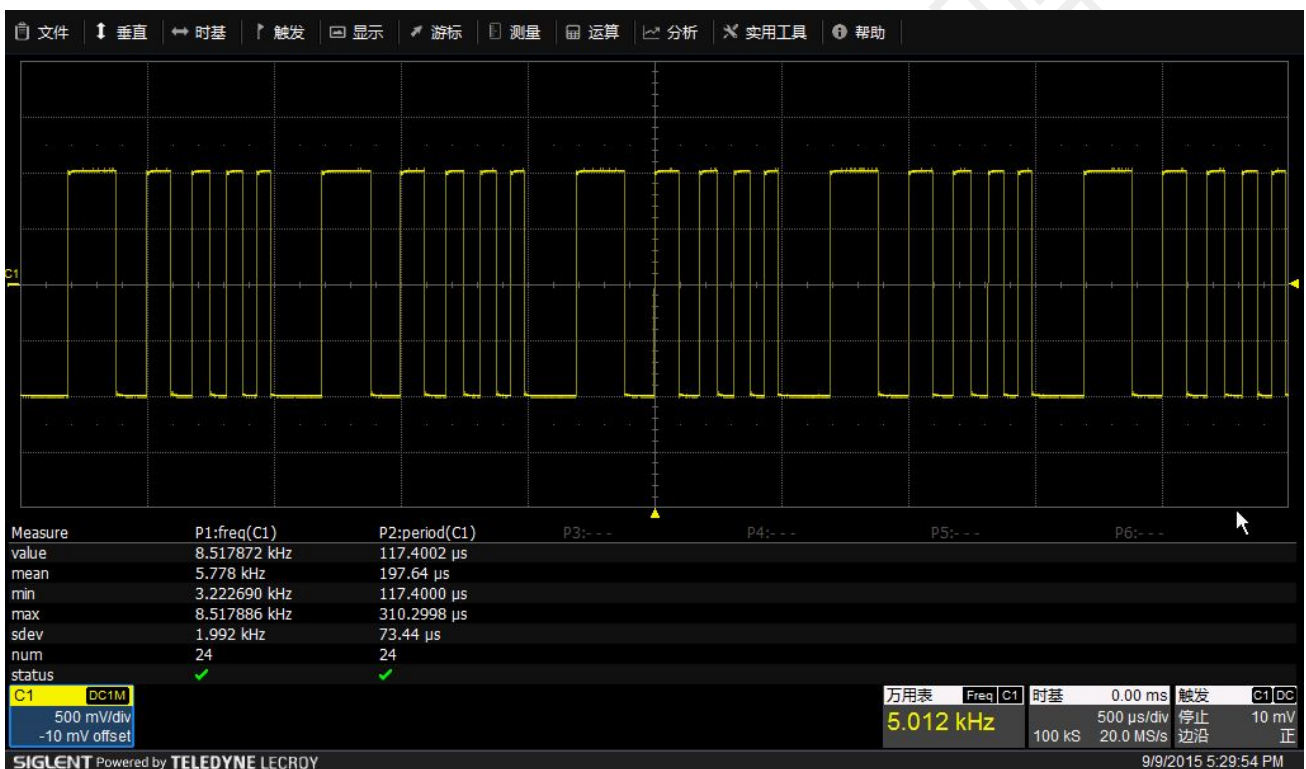 文件 垂直 时基 触发 显示 游标 测量 运算 分析 实用工具 帮助
C1
Measure P1:freq(C1) P2:period(C1) P3:- - - P4:- - - P5:- - - P6:- - -
value 8.517872 kHz 117.4002 µs
mean 5.778 kHz 197.64 µs
min 3.222690 kHz 117.4000 µs
max 8.517886 kHz 310.2998 µs
sdev 1.992 kHz 73.44 µs
num 24 24
status
C1 DC1M
500 mV/div
-10 mV offset
万用表 Freq C1
5.012 kHz
时基 0.00 ms
500 µs/div
100 kS 20.0 MS/s
触发 C1 DC
停止 10 mV
边沿 正
SIGLENT Powered by TELEDYNE LECROY 9/9/2015 5:29:54 PM